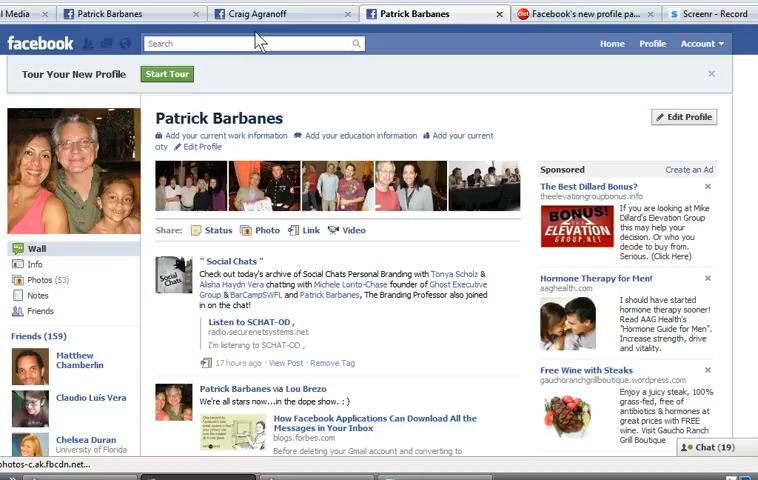 al Media
Patrick Barbanes
Craig Agranoff
Patrick Barbanes
Facebook's new profile pa...
Screenr - Record
facebook
Search
Home Profile Account
Tour Your New Profile Start Tour
Patrick Barbanes
Edit Profile
Add your current work information Add your education information Add your current
city Edit Profile
Share: Status Photo Link Video
Wall
Info
Photos (53)
Notes
Friends
Friends (159)
Matthew
Chamberlin
Claudio Luís Vera
Chelsea Duran
University of Florida
" Social Chats "
Check out today's archive of Social Chats Personal Branding with Tonya Scholz &
Alisha Haydn Vera chatting with Michele Lorito-Chase founder of Ghost Executive
Group & BarCampSWFL and Patrick Barbanes, The Branding Professor also joined
in on the chat!
Listen to SCHAT-OD ,
radio.securenetsystems.net
I'm listening to SCHAT-OD ,
17 hours ago · View Post · Remove Tag
Patrick Barbanes via Lou Brezo
We're all stars now...in the dope show. : )
How Facebook Applications Can Download All the
Messages in Your Inbox
blogs.forbes.com
Before deleting your Gmail account and converting to
Sponsored Create an Ad
The Best Dillard Bonus?
theelevationgroupbonus.info
BONUS!
ELEVATION
GROUP.NET
If you are looking at Mike
Dillard's Elevation Group
this may help your
decision. Or who you
decide to buy from.
Serious. (Click Here)
Hormone Therapy for Men!
aaghealth.com
I should have started
hormone therapy sooner!
Read AAG Health's
"Hormone Guide for Men".
Increase strength, drive
and vitality.
Free Wine with Steaks
gauchoranchgrillboutique.wordpress.com
Enjoy a juicy steak, 100%
grass-fed, free of
antibiotics & hormones at
great prices with FREE
wine. Visit Gaucho Ranch
Grill Boutique
Chat (19)
photos-c.ak.fbcdn.net...